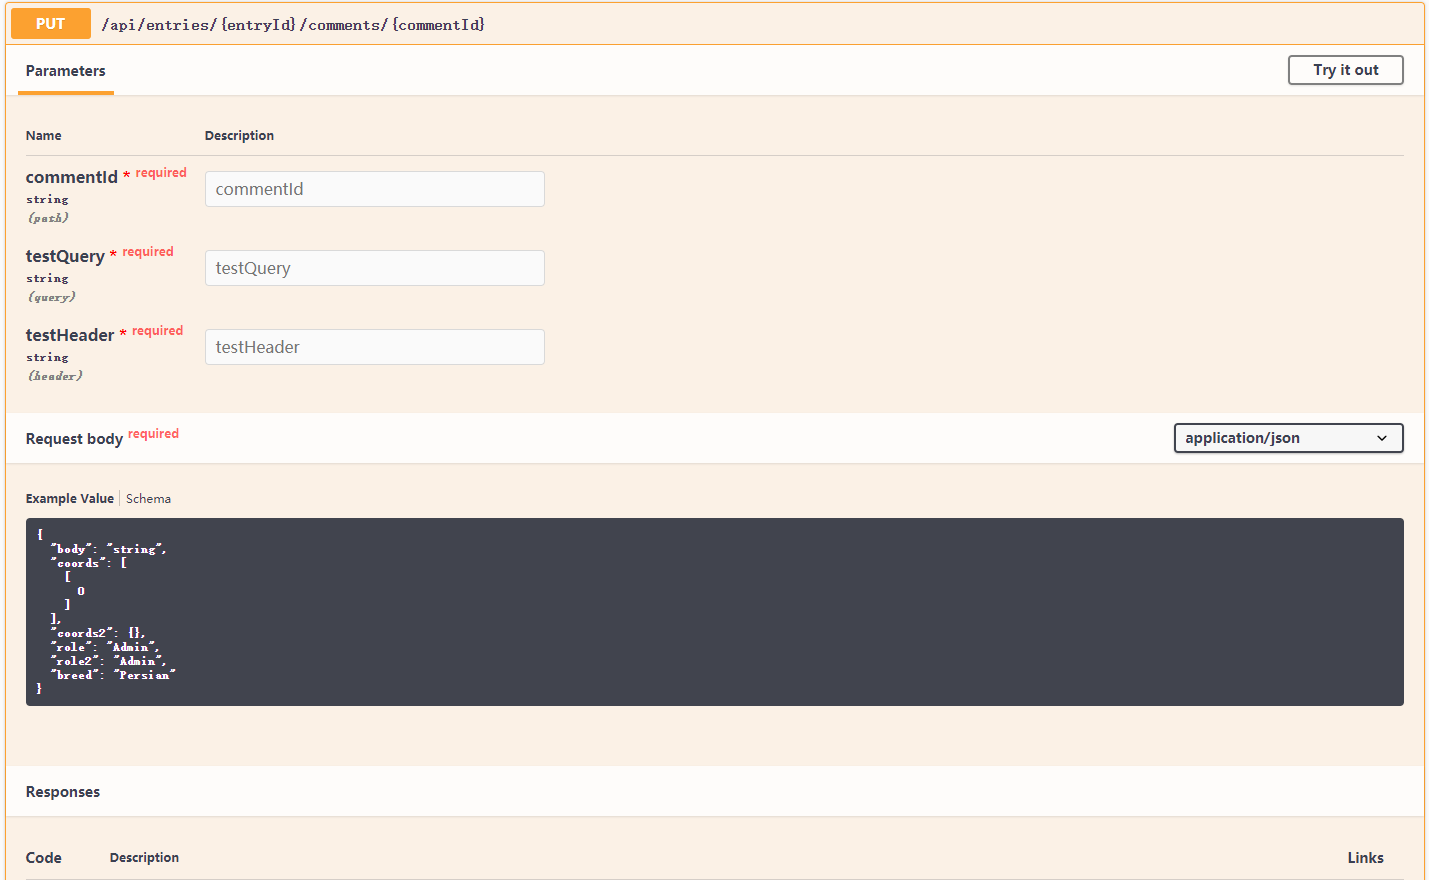 PUT /api/entries/{entryId}/comments/{commentId}
Parameters
Try it out
Name Description
commentId * required
string
(path)
commentId
testQuery * required
string
(query)
testQuery
testHeader * required
string
(header)
testHeader
Request body required
application/json
Example Value Schema
{
  "body": "string",
  "coords": [
    [
      0
    ]
  ],
  "coords2": {},
  "role": "Admin",
  "role2": "Admin",
  "breed": "Persian"
}
Responses
Code Description Links